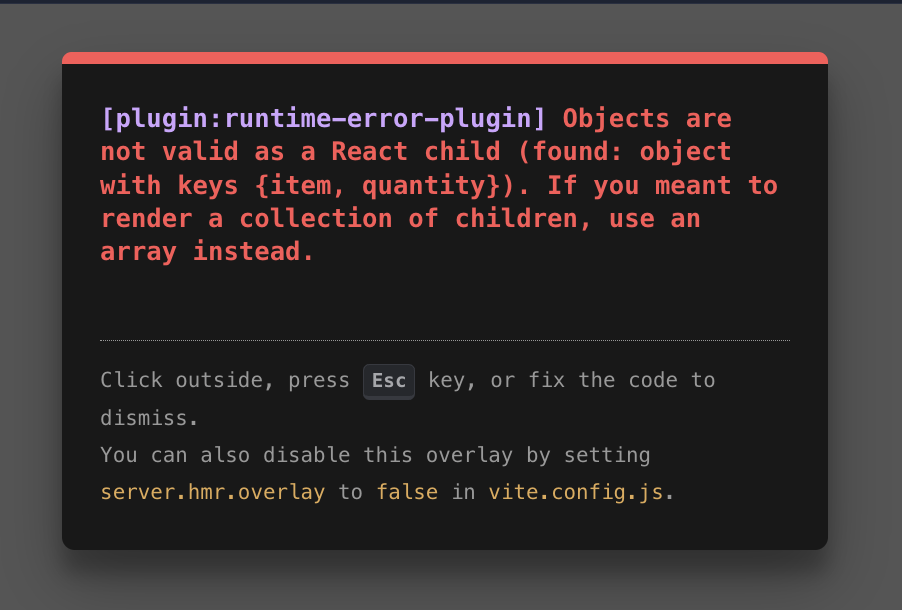 [plugin:runtime-error-plugin] Objects are
not valid as a React child (found: object
with keys {item, quantity}). If you meant to
render a collection of children, use an
array instead.
Click outside, press Esc key, or fix the code to
dismiss.
You can also disable this overlay by setting
server.hmr.overlay to false in vite.config.js.